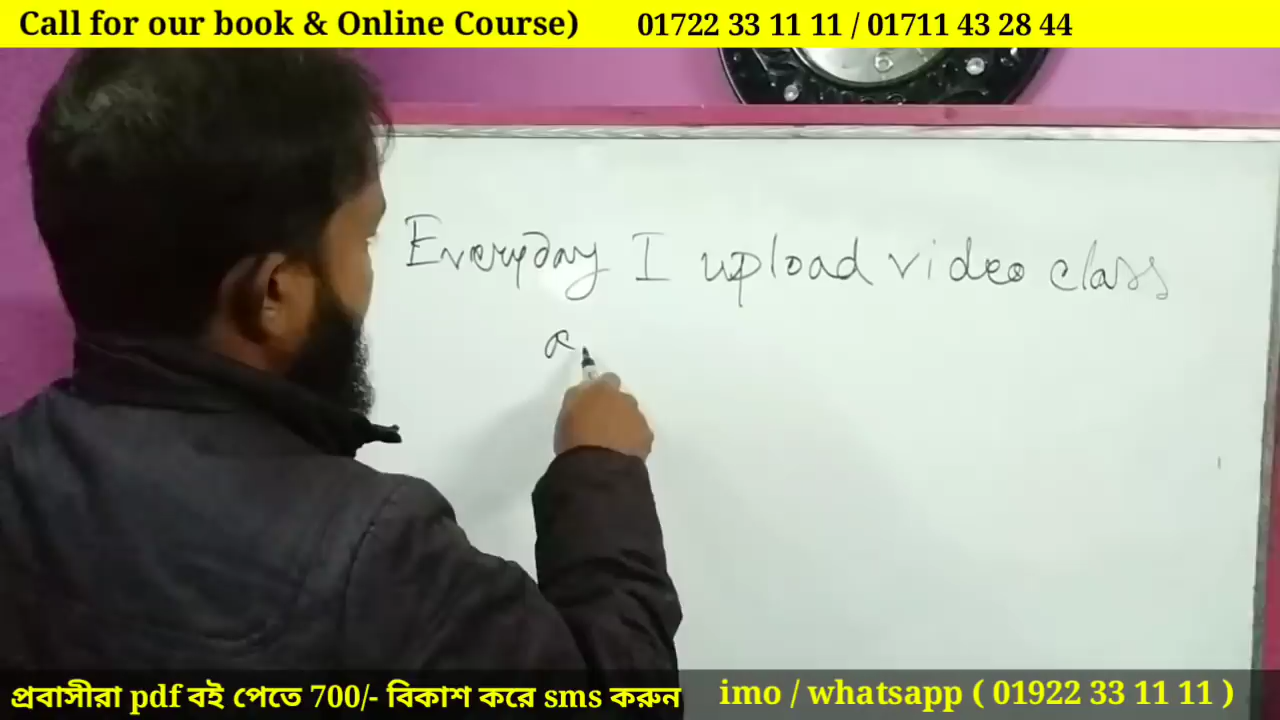 Call for our book & Online Course) 01722 33 11 11 / 01711 43 28 44
Everyday I upload video class
a
প্রবাসীরা pdf বই পেতে 700/- বিকাশ করে sms করুন imo / whatsapp ( 01922 33 11 11 )